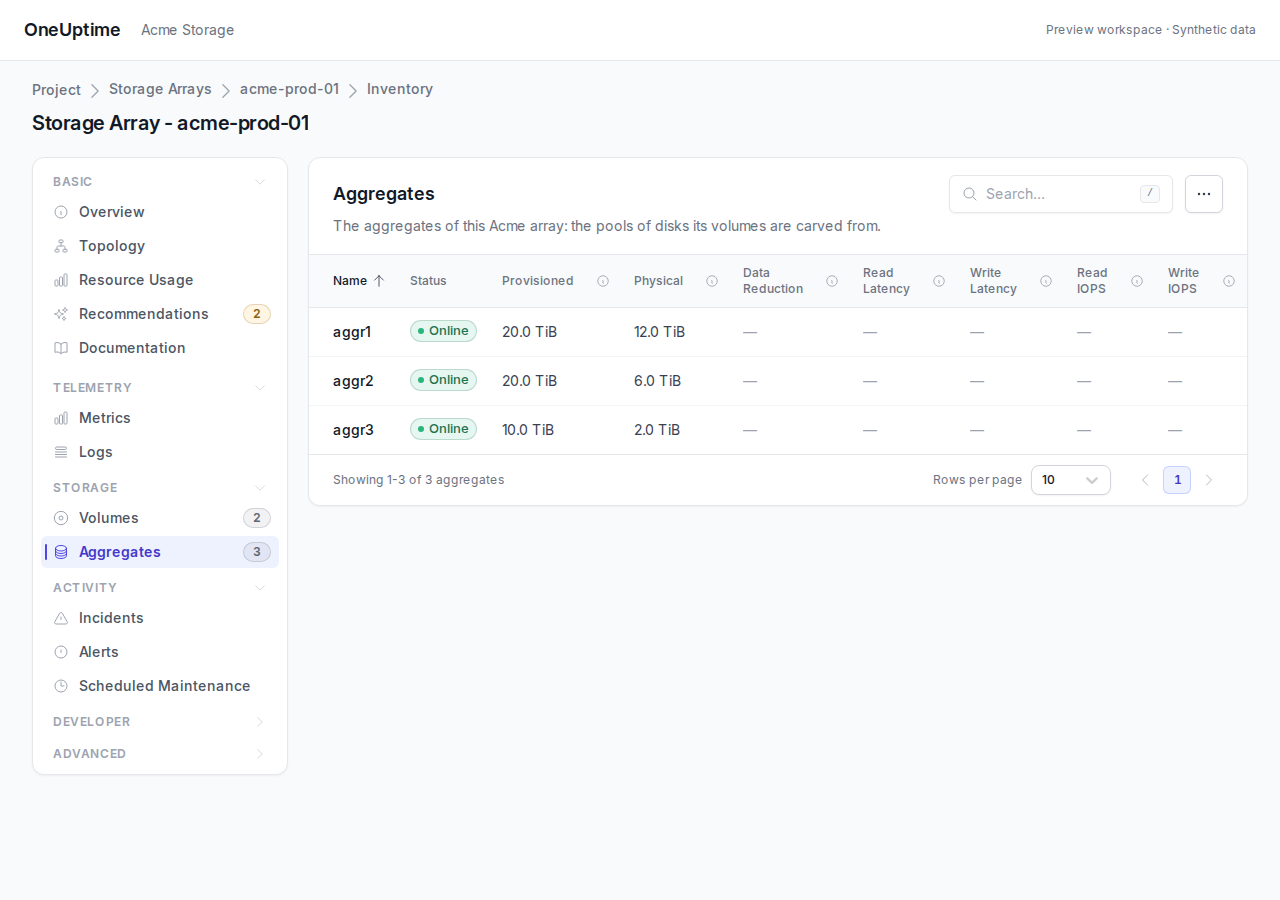 OneUptime Acme Storage Preview workspace · Synthetic data
Project Storage Arrays acme-prod-01 Inventory
Storage Array - acme-prod-01
BASIC
Overview
Topology
Resource Usage
Recommendations 2
Documentation
TELEMETRY
Metrics
Logs
STORAGE
Volumes 2
Aggregates 3
ACTIVITY
Incidents
Alerts
Scheduled Maintenance
DEVELOPER
ADVANCED
Aggregates
Search... /
The aggregates of this Acme array: the pools of disks its volumes are carved from.
Name Status Provisioned Physical Data Reduction Read Latency Write Latency Read IOPS Write IOPS
aggr1 Online 20.0 TiB 12.0 TiB — — — — —
aggr2 Online 20.0 TiB 6.0 TiB — — — — —
aggr3 Online 10.0 TiB 2.0 TiB — — — — —
Showing 1-3 of 3 aggregates Rows per page 10 1